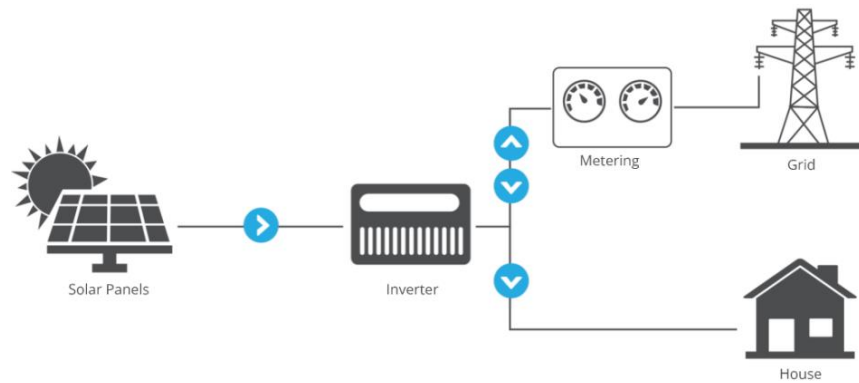 Metering
Grid
Solar Panels
Inverter
House